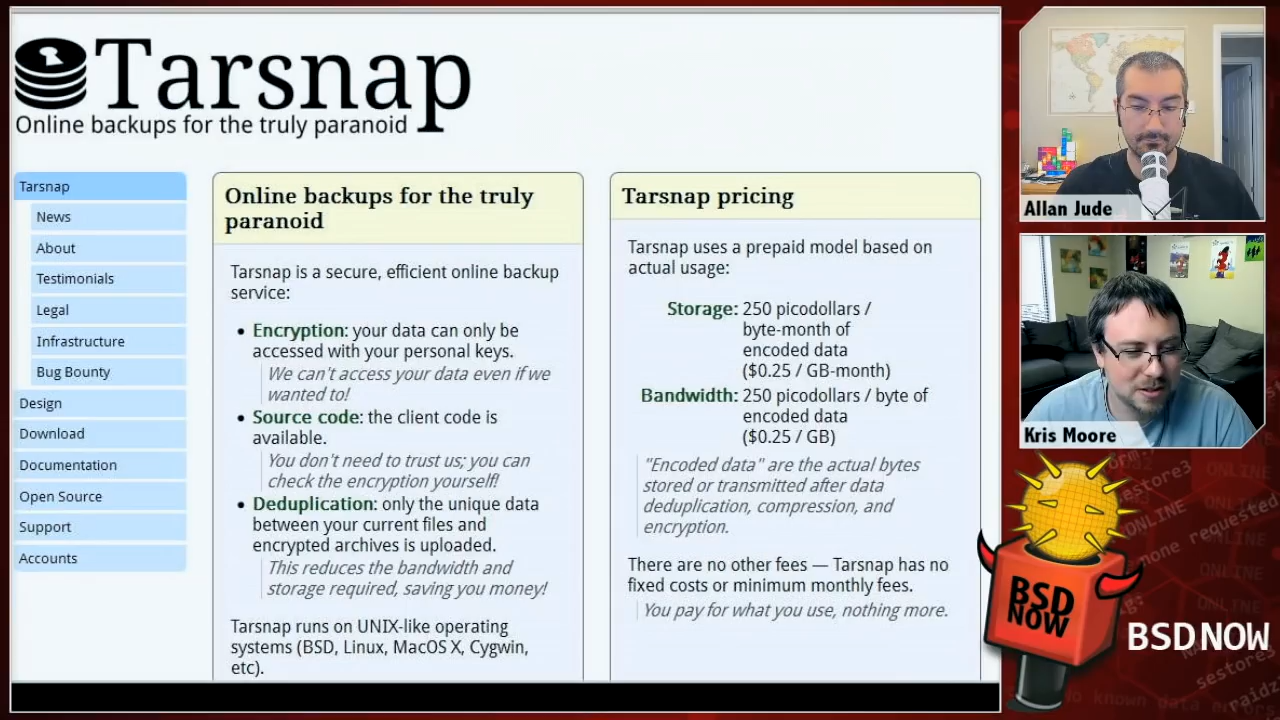 Tarsnap
Online backups for the truly paranoid
Tarsnap
News
About
Testimonials
Legal
Infrastructure
Bug Bounty
Design
Download
Documentation
Open Source
Support
Accounts
Online backups for the truly
paranoid
Tarsnap is a secure, efficient online backup
service:
• Encryption: your data can only be
accessed with your personal keys.
We can't access your data even if we
wanted to!
• Source code: the client code is
available.
You don't need to trust us; you can
check the encryption yourself!
• Deduplication: only the unique data
between your current files and
encrypted archives is uploaded.
This reduces the bandwidth and
storage required, saving you money!
Tarsnap runs on UNIX-like operating
systems (BSD, Linux, MacOS X, Cygwin,
etc).
Tarsnap pricing
Tarsnap uses a prepaid model based on
actual usage:
Storage: 250 picodollars /
byte-month of
encoded data
($0.25 / GB-month)
Bandwidth: 250 picodollars / byte of
encoded data
($0.25 / GB)
"Encoded data" are the actual bytes
stored or transmitted after data
deduplication, compression, and
encryption.
There are no other fees — Tarsnap has no
fixed costs or minimum monthly fees.
You pay for what you use, nothing more.
Allan Jude
Kris Moore
BSD
NOW
BSD NOW